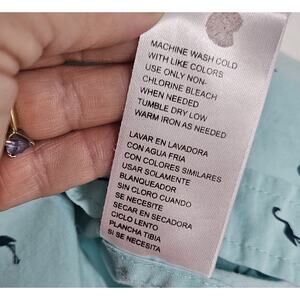 MACHINE WASH COLD
WITH LIKE COLORS
USE ONLY NON-
CHLORINE BLEACH
WHEN NEEDED
TUMBLE DRY LOW
WARM IRON AS NEEDED
LAVAR EN LAVADORA
CON AGUA FRIA
CON COLORES SIMILARES
USAR SOLAMENTE
BLANQUEADOR
SIN CLORO CUANDO
SE NECESITE
SECAR EN SECADORA
CICLO LENTO
PLANCHA TIBIA
SI SE NECESITA